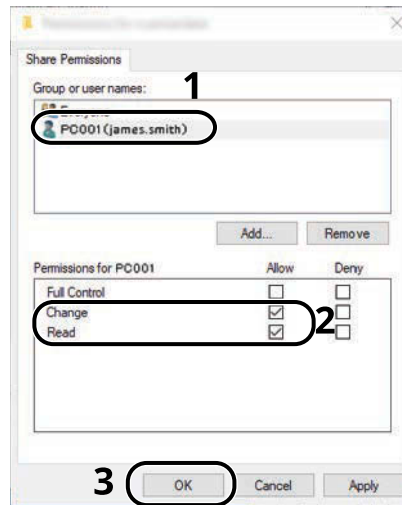 Share Permissions
1
Group or user names:
Everyone
PC001(james.smith)
Add... Remove
Permissions for PC001 Allow Deny
Full Control
Change
2
Read
3 OK Cancel Apply